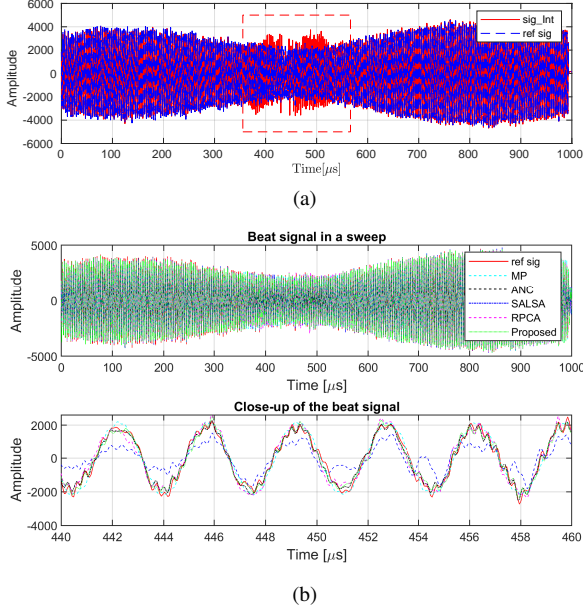 6000
4000
2000
0
-2000
-4000
-6000
Amplitude
sig_Int
ref sig
0 100 200 300 400 500 600 700 800 900 1000
Time[μs]
(a)
Beat signal in a sweep
5000
0
-5000
Amplitude
ref sig
MP
ANC
SALSA
RPCA
Proposed
0 100 200 300 400 500 600 700 800 900 1000
Time [μs]
Close-up of the beat signal
2000
0
-2000
-4000
Amplitude
440 442 444 446 448 450 452 454 456 458 460
Time [μs]
(b)